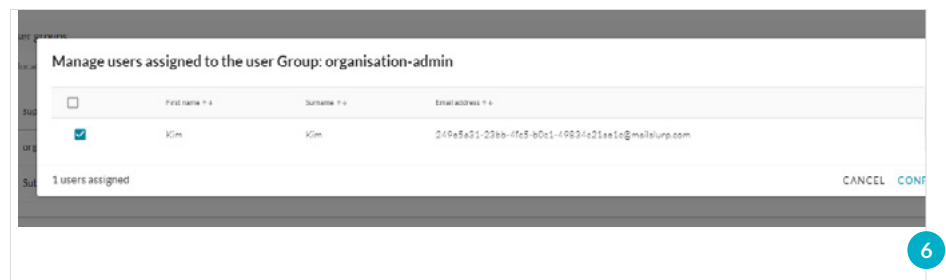 Manage users assigned to the user Group: organisation-admin
First name Surname Email address
Kim Kim 249e5a31-23bb-4fc5-b0c1-49834c21ae1c@mailslurp.com
1 users assigned CANCEL CONF
6